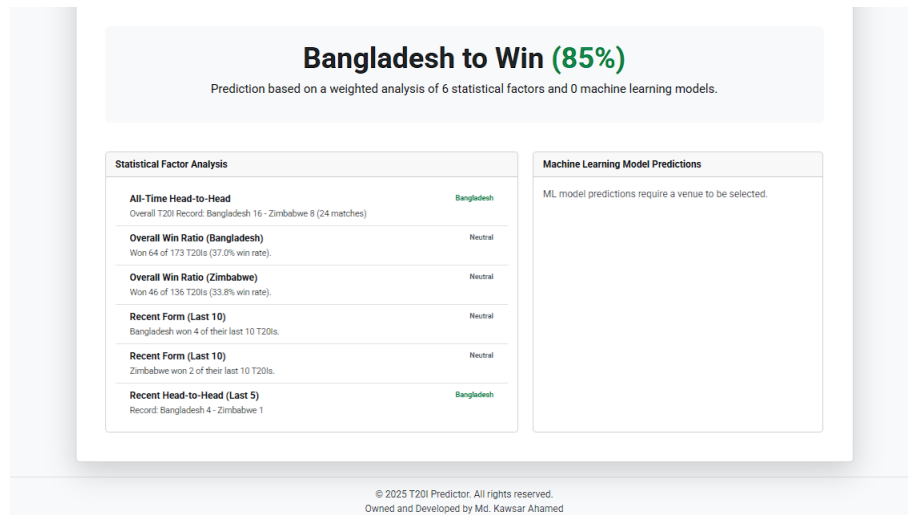 Bangladesh to Win (85%)
Prediction based on a weighted analysis of 6 statistical factors and 0 machine learning models.
Statistical Factor Analysis
All-Time Head-to-Head
Bangladesh
Overall T20I Record: Bangladesh 16 - Zimbabwe 8 (24 matches)
Overall Win Ratio (Bangladesh)
Neutral
Won 64 of 173 T20Is (37.0% win rate).
Overall Win Ratio (Zimbabwe)
Neutral
Won 46 of 136 T20Is (33.8% win rate).
Recent Form (Last 10)
Neutral
Bangladesh won 4 of their last 10 T20Is.
Recent Form (Last 10)
Neutral
Zimbabwe won 2 of their last 10 T20Is.
Recent Head-to-Head (Last 5)
Bangladesh
Record: Bangladesh 4 - Zimbabwe 1
Machine Learning Model Predictions
ML model predictions require a venue to be selected.
© 2025 T20I Predictor. All rights reserved.
Owned and Developed by Md. Kawsar Ahamed